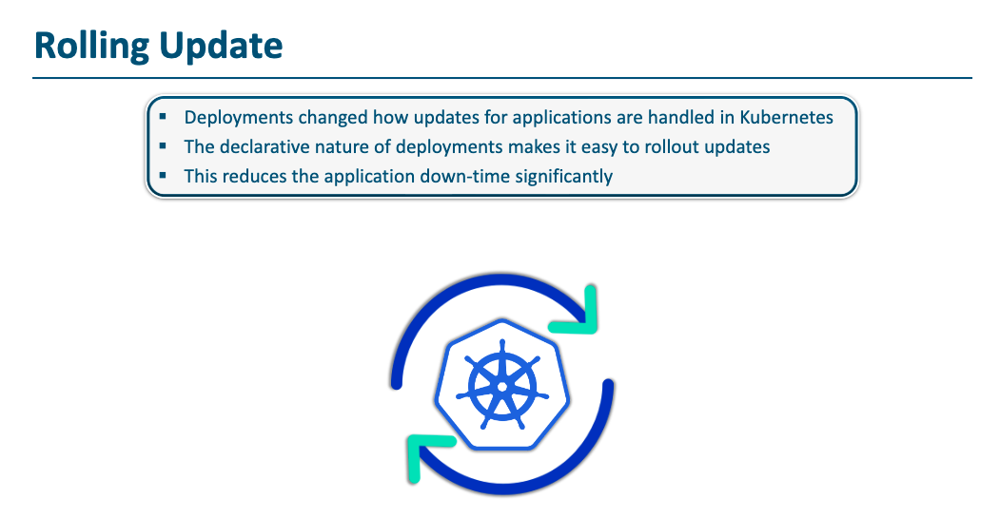 Rolling Update
▪ Deployments changed how updates for applications are handled in Kubernetes
▪ The declarative nature of deployments makes it easy to rollout updates
▪ This reduces the application down-time significantly